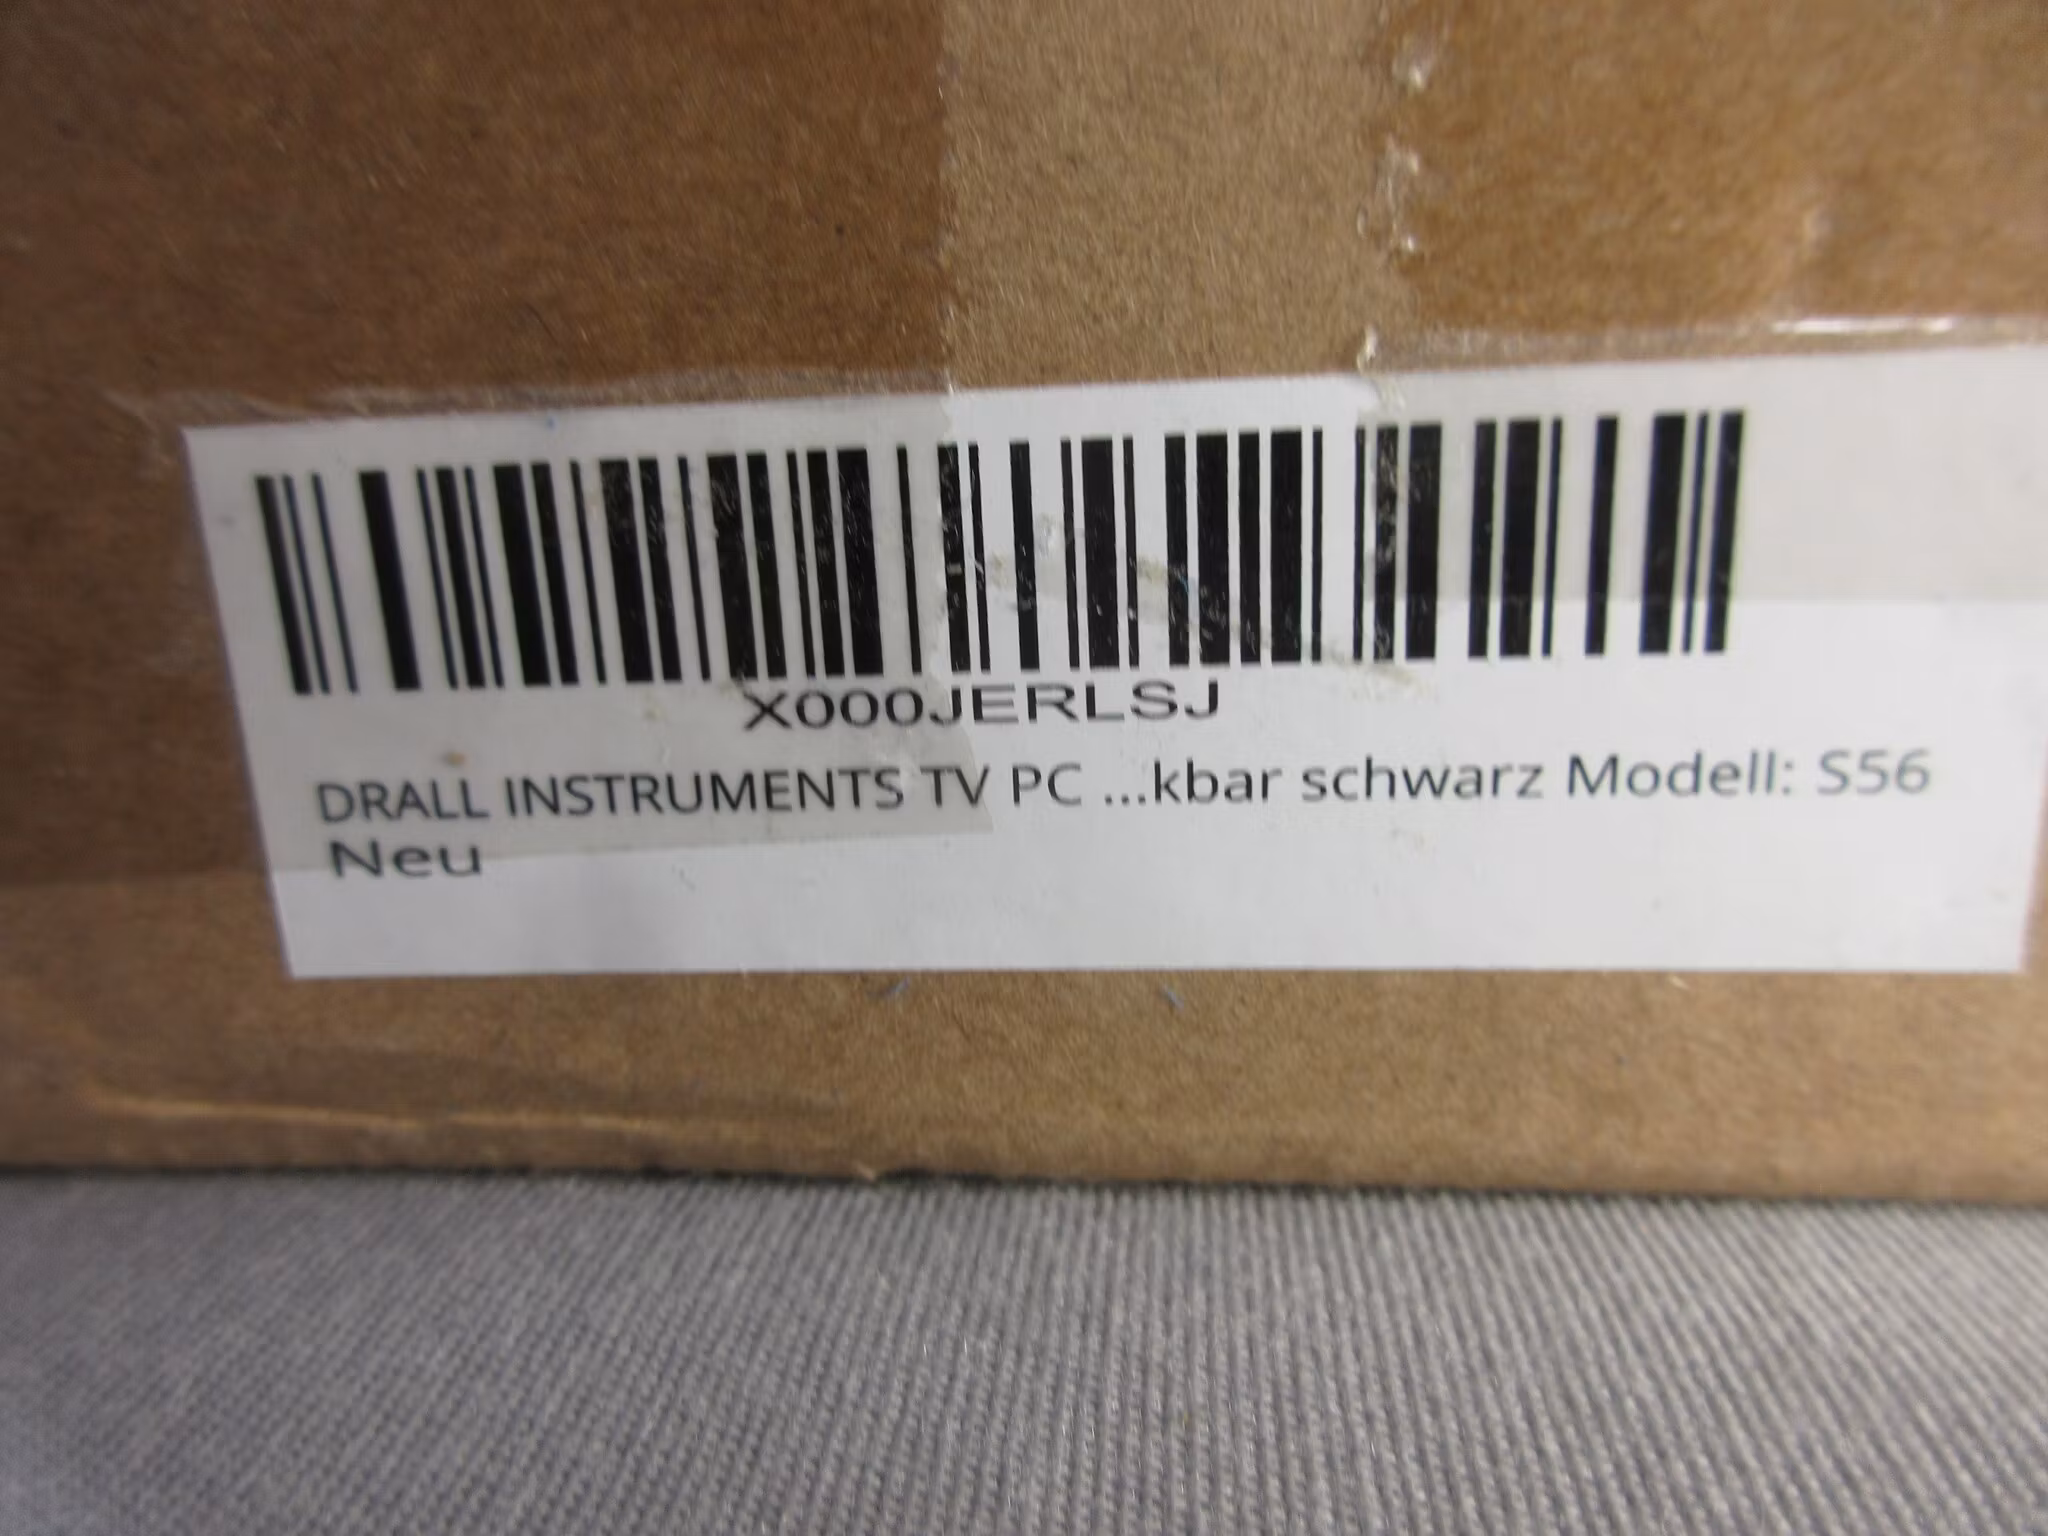 X000JERLSJ
DRALL INSTRUMENTS TV PC ...kbar schwarz Modell: S56
Neu